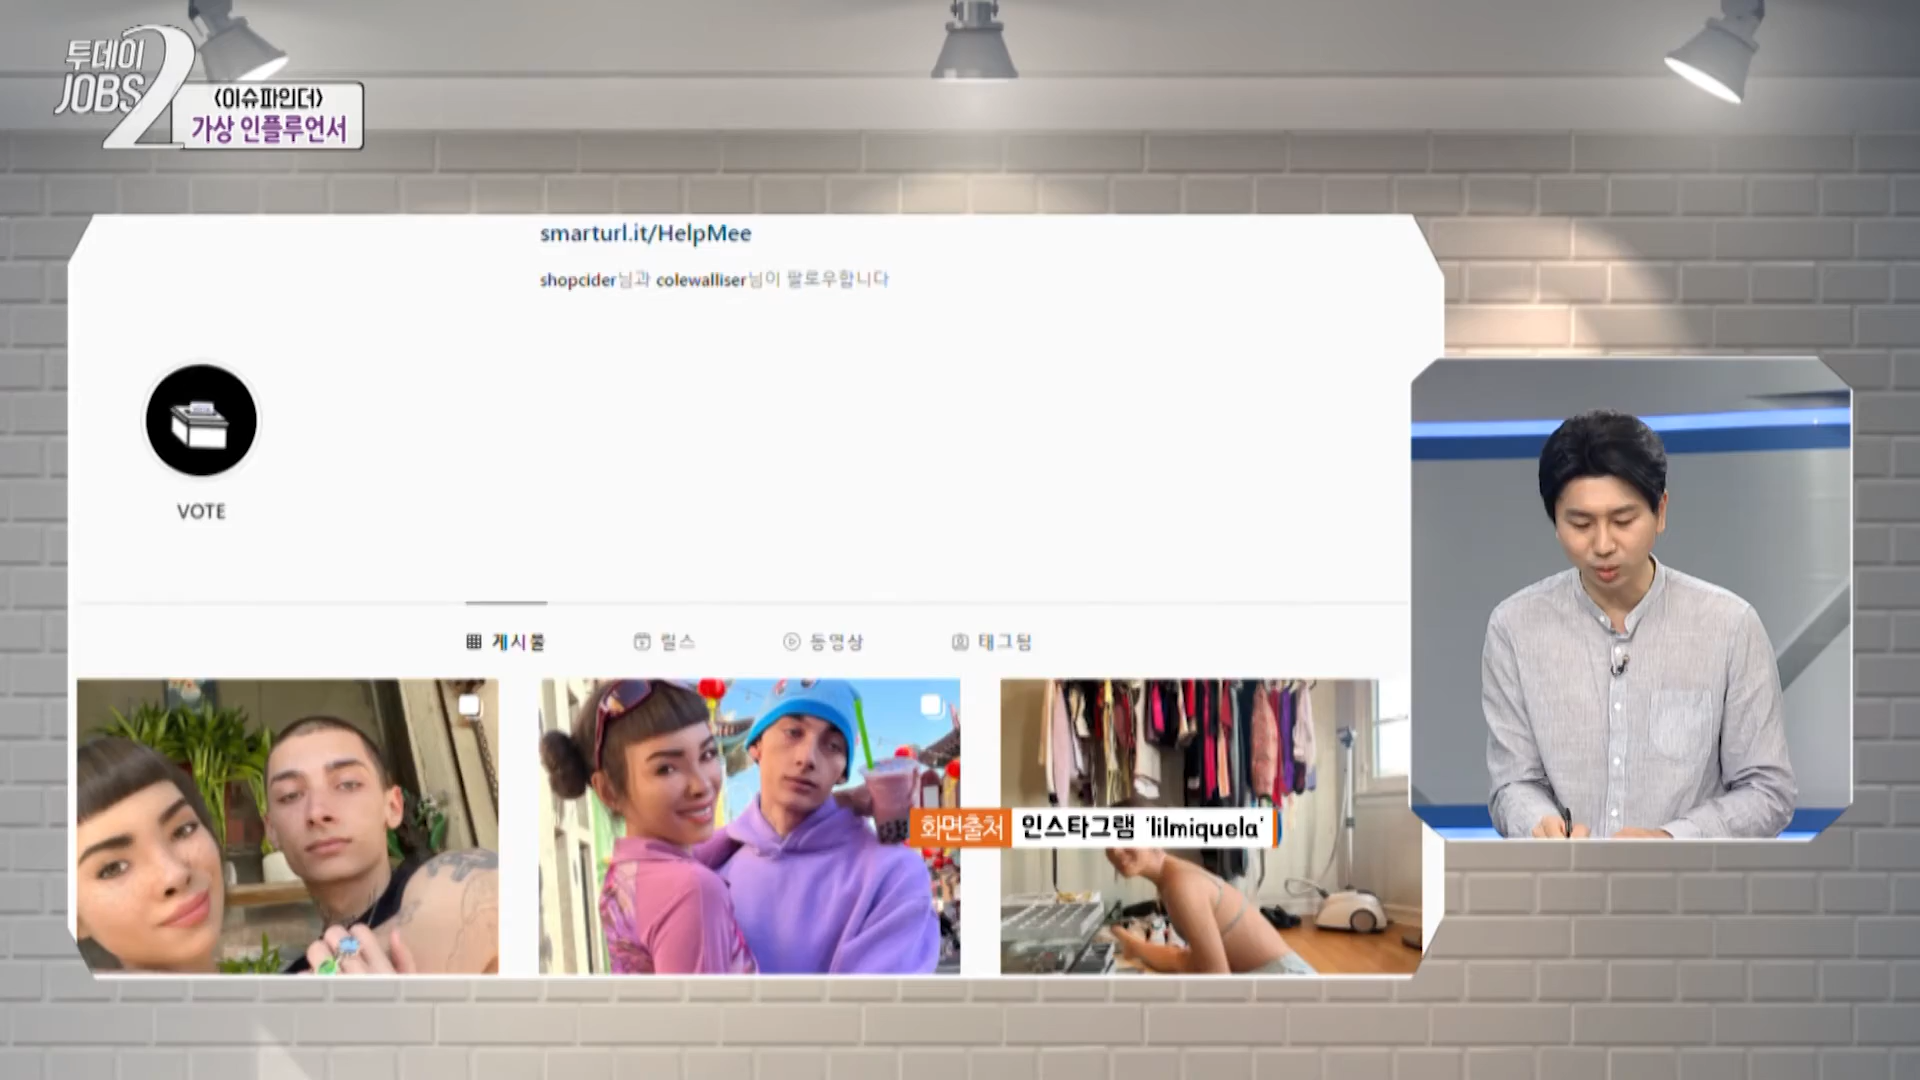 투데이
JOBS 2
<이슈파인더>
가상 인플루언서
smarturl.it/HelpMee
shopcider님과 colewalliser님이 팔로우합니다
VOTE
게시물
릴스
동영상
태그됨
화면출처 인스타그램 'lilmiquela'